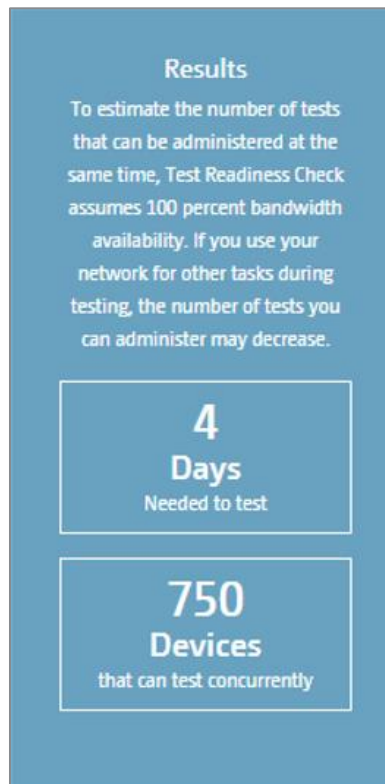 Results
To estimate the number of tests
that can be administered at the
same time, Test Readiness Check
assumes 100 percent bandwidth
availability. If you use your
network for other tasks during
testing, the number of tests you
can administer may decrease.
4
Days
Needed to test
750
Devices
that can test concurrently